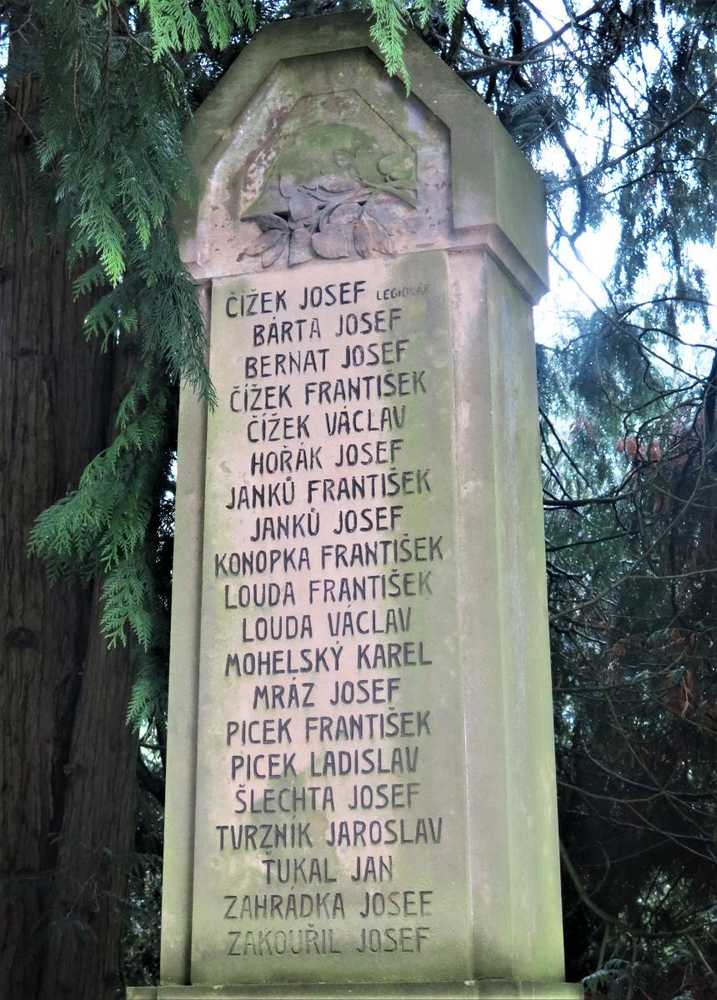 ČÍŽEK JOSEF LEGIONÁŘ
BÁRTA JOSEF
BERNAT JOSEF
ČÍŽEK FRANTIŠEK
ČÍŽEK VÁCLAV
HOŘÁK JOSEF
JANKŮ FRANTIŠEK
JANKŮ JOSEF
KONOPKA FRANTIŠEK
LOUDA FRANTIŠEK
LOUDA VÁCLAV
MOHELSKÝ KAREL
MRÁZ JOSEF
PICEK FRANTIŠEK
PICEK LADISLAV
ŠLECHTA JOSEF
TVRZNÍK JAROSLAV
ŤUKAL JAN
ZAHRÁDKA JOSEF
ZAKOUŘIL JOSEF